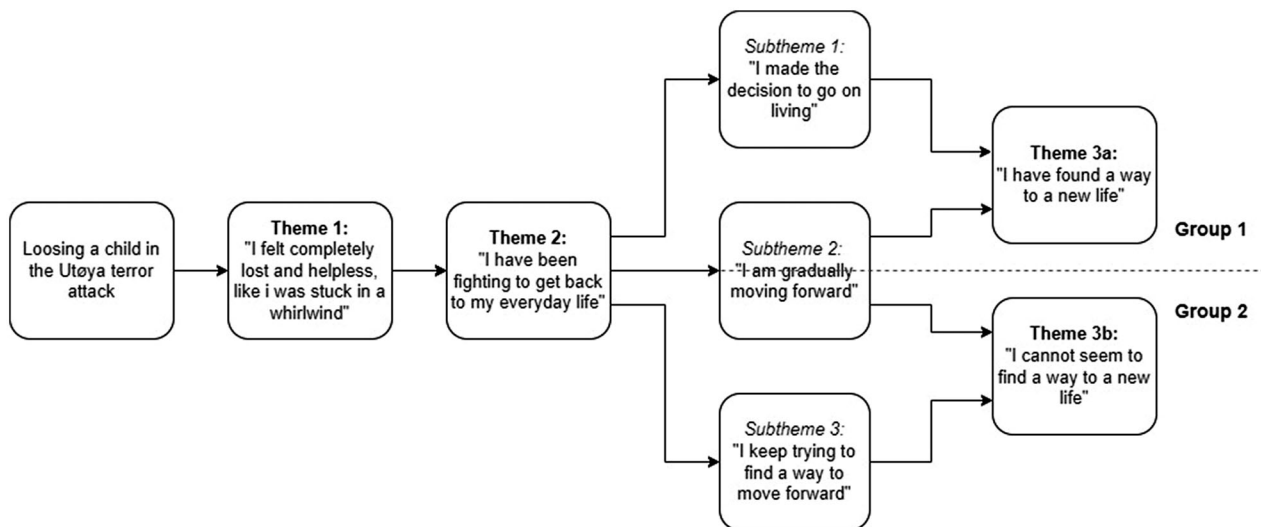 Loosing a child in
the Utøya terror
attack
Theme 1:
"I felt completely
lost and helpless,
like i was stuck in a
whirlwind"
Theme 2:
"I have been
fighting to get back
to my everyday life"
Subtheme 1:
"I made the
decision to go on
living"
Subtheme 2:
"I am gradually
moving forward"
Subtheme 3:
"I keep trying to
find a way to
move forward"
Theme 3a:
"I have found a way
to a new life"
Group 1
Group 2
Theme 3b:
"I cannot seem to
find a way to a new
life"